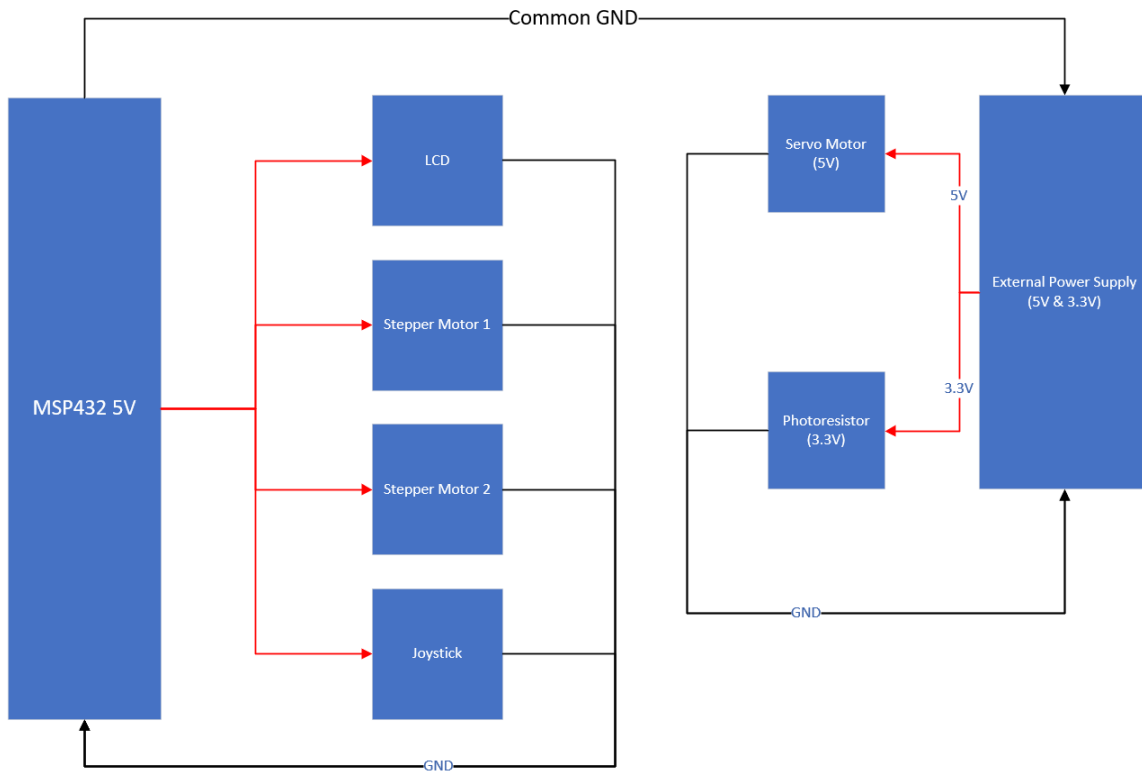 Common GND
MSP432 5V
LCD
Stepper Motor 1
Stepper Motor 2
Joystick
GND
Servo Motor
(5V)
5V
External Power Supply
(5V & 3.3V)
3.3V
Photoresistor
(3.3V)
GND